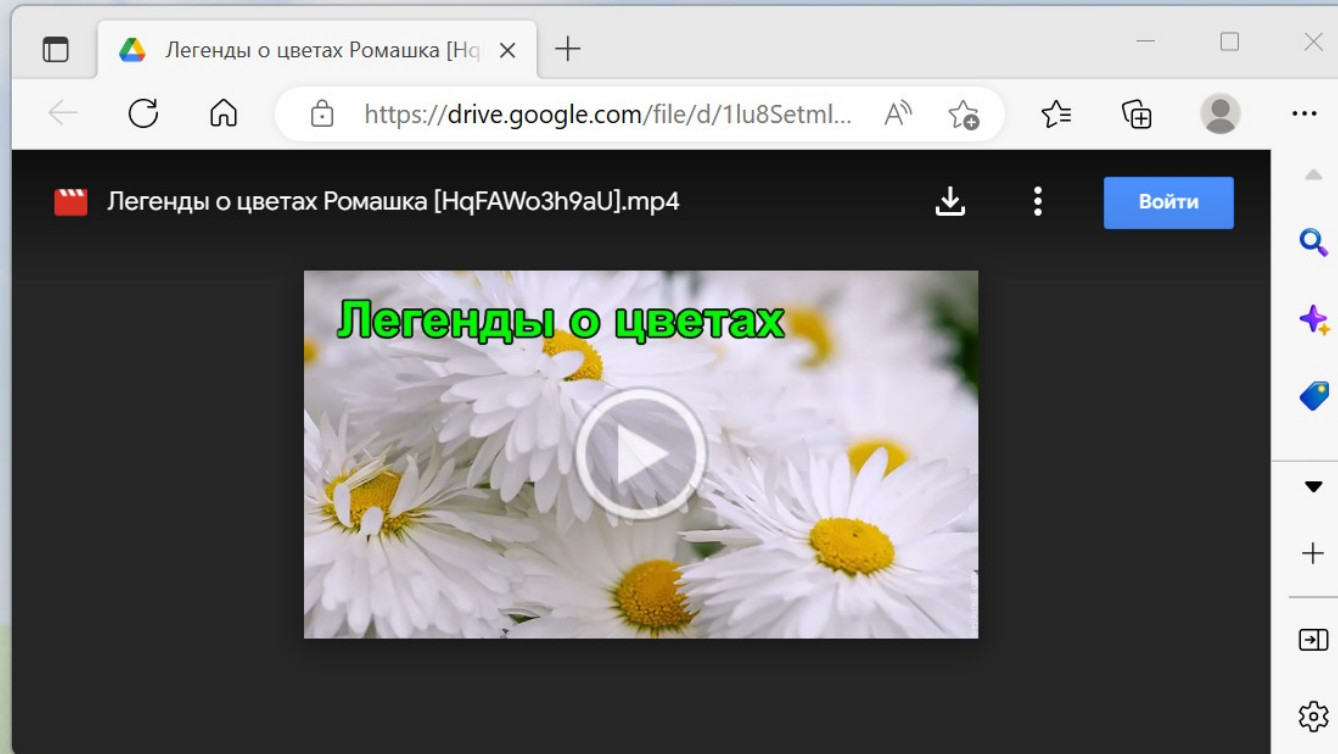 Легенды о цветах Ромашка [Hq
https://drive.google.com/file/d/1lu8Setml...
Легенды о цветах Ромашка [HqFAWo3h9aU].mp4
Войти
Легенды о цветах